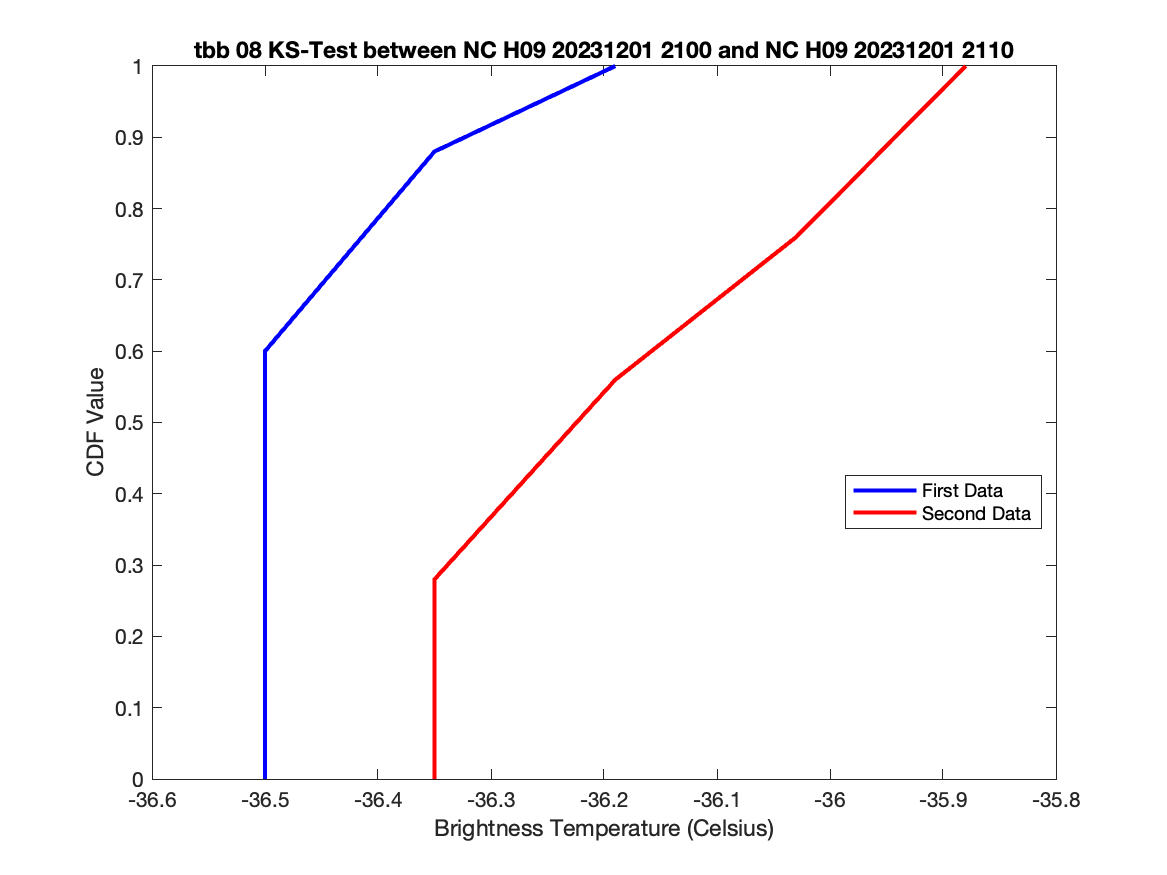 tbb 08 KS-Test between NC H09 20231201 2100 and NC H09 20231201 2110
1
0.9
0.8
0.7
0.6
0.5
0.4
0.3
0.2
0.1
0
CDF Value
First Data
Second Data
-36.6 -36.5 -36.4 -36.3 -36.2 -36.1 -36 -35.9 -35.8
Brightness Temperature (Celsius)